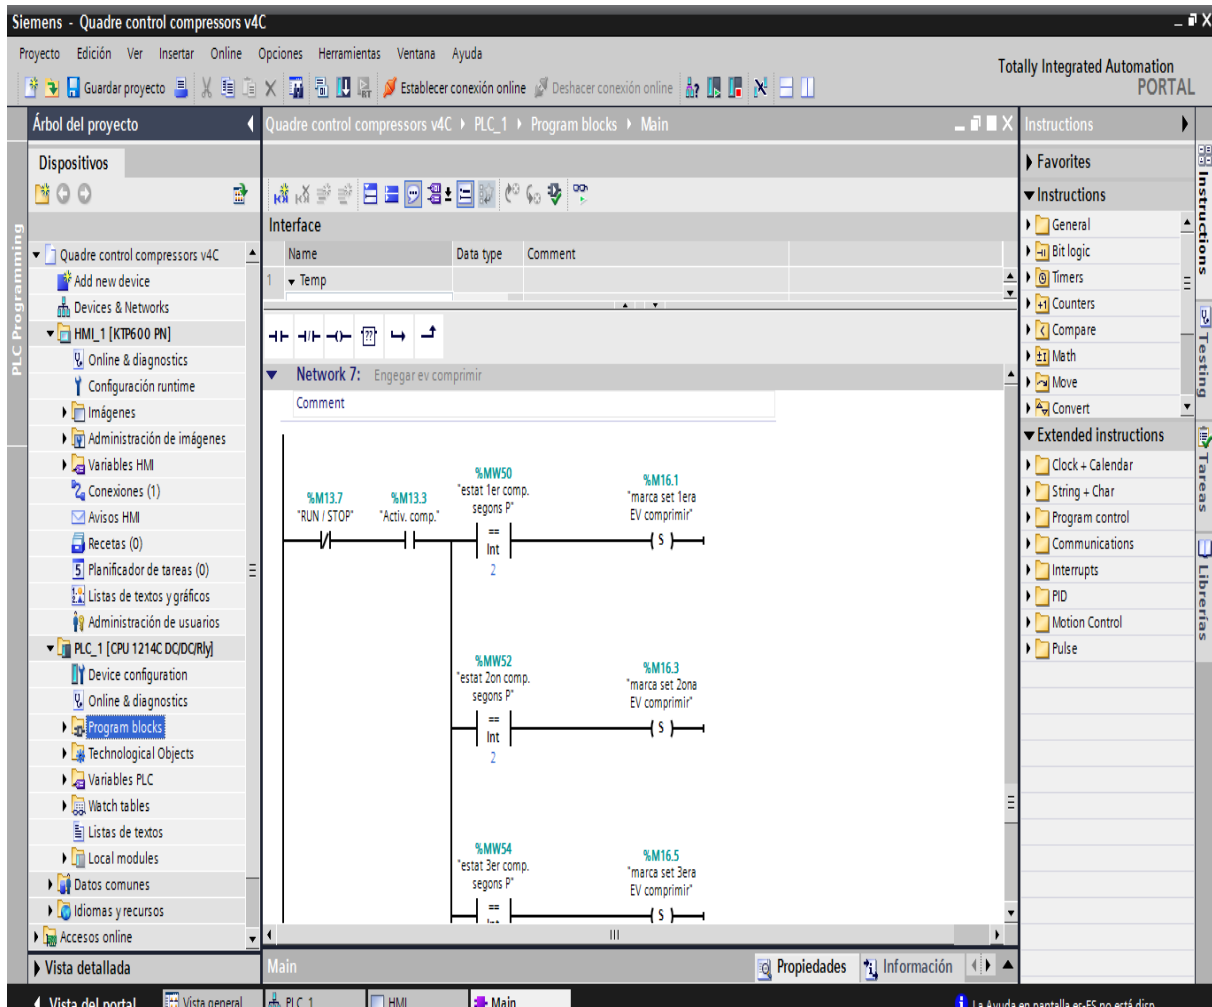 Siemens - Quadre control compressors v4C
Proyecto Edición Ver Insertar Online Opciones Herramientas Ventana Ayuda
Totally Integrated Automation
PORTAL
Guardar proyecto Establecer conexión online Deshacer conexión online
Árbol del proyecto
Dispositivos
PLC Programming
Quadre control compressors v4C
Add new device
Devices & Networks
HMI_1 [KTP600 PN]
Online & diagnostics
Configuración runtime
Imágenes
Administración de imágenes
Variables HMI
Conexiones (1)
Avisos HMI
Recetas (0)
Planificador de tareas (0)
Listas de textos y gráficos
Administración de usuarios
PLC_1 [CPU 1214C DC/DC/Rly]
Device configuration
Online & diagnostics
Program blocks
Technological Objects
Variables PLC
Watch tables
Listas de textos
Local modules
Datos comunes
Idiomas y recursos
Accesos online
Vista detallada
Quadre control compressors v4C PLC_1 Program blocks Main
Interface
Name Data type Comment
1 Temp
Network 7: Engegar ev comprimir
Comment
%M13.7
"RUN / STOP"
%M13.3
"Activ. comp."
%MW50
"estat 1er comp.
segons P"
==
Int
2
%M16.1
"marca set 1era
EV comprimir"
S
%MW52
"estat 2on comp.
segons P"
==
Int
2
%M16.3
"marca set 2ona
EV comprimir"
S
%MW54
"estat 3er comp.
segons P"
==
Int
%M16.5
"marca set 3era
EV comprimir"
S
Main
Propiedades Información
Instructions
Favorites
Instructions
General
Bit logic
Timers
Counters
Compare
Math
Move
Convert
Extended instructions
Clock + Calendar
String + Char
Program control
Communications
Interrupts
PID
Motion Control
Pulse
Instructions
Testing
Tareas
Librerías
Vista del portal Vista general PLC_1 HMI Main
La Ayuda en pantalla er-ES no está disp